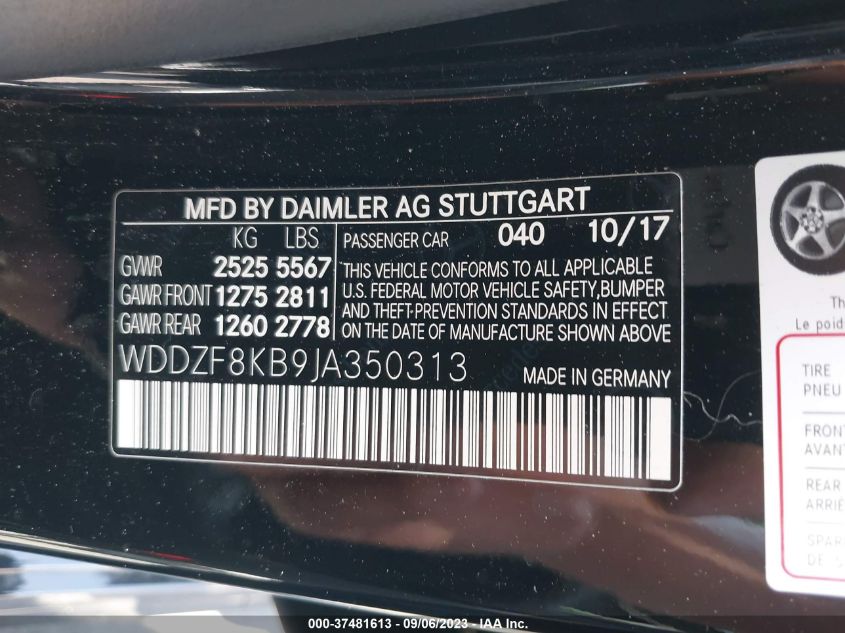 MFD BY DAIMLER AG STUTTGART
KG LBS PASSENGER CAR 040 10/17
GVWR 2525 5567
GAWR FRONT 1275 2811
GAWR REAR 1260 2778
THIS VEHICLE CONFORMS TO ALL APPLICABLE
U.S. FEDERAL MOTOR VEHICLE SAFETY, BUMPER
AND THEFT-PREVENTION STANDARDS IN EFFECT
ON THE DATE OF MANUFACTURE SHOWN ABOVE
WDDZF8KB9JA350313 MADE IN GERMANY
Th
Le poid
TIRE
PNEU
FRONT
AVANT
REAR
ARRIÈ
SPAR
DE
000-37481613 - 09/06/2023 - IAA Inc.